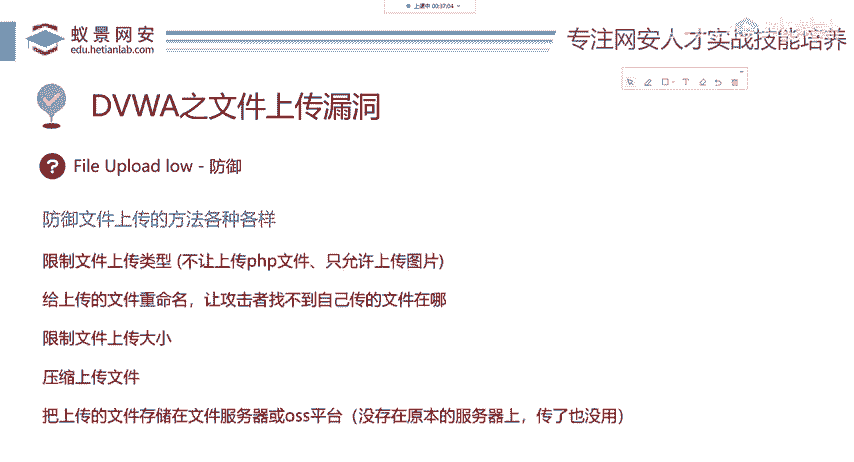 上课中 00:37:04
蚁景网安
edu.hetianlab.com
专注网安人才实战技能培养
DVWA之文件上传漏洞
? File Upload low - 防御
防御文件上传的方法各种各样
限制文件上传类型 (不让上传php文件、只允许上传图片)
给上传的文件重命名，让攻击者找不到自己传的文件在哪
限制文件上传大小
压缩上传文件
把上传的文件存储在文件服务器或oss平台（没存在原本的服务器上，传了也没用）